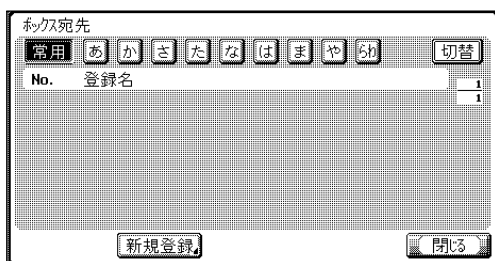 ボックス宛先
常用 あ か さ た な は ま や らわ 切替
No. 登録名
1
1
新規登録 閉じる